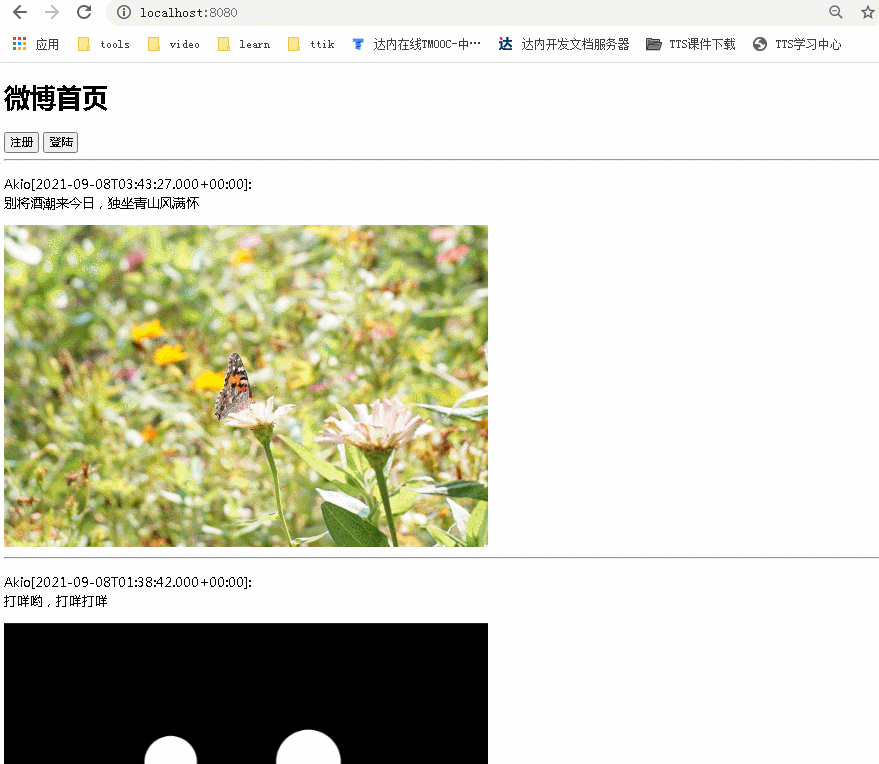 localhost:8080
应用 tools video learn ttik 达内在线TMOOC-中… 达内开发文档服务器 TTS课件下载 TTS学习中心
微博首页
注册 登陆
Akio[2021-09-08T03:43:27.000+00:00]:
别将酒潮来今日，独坐青山风满怀
Akio[2021-09-08T01:38:42.000+00:00]:
打咩哟，打咩打咩